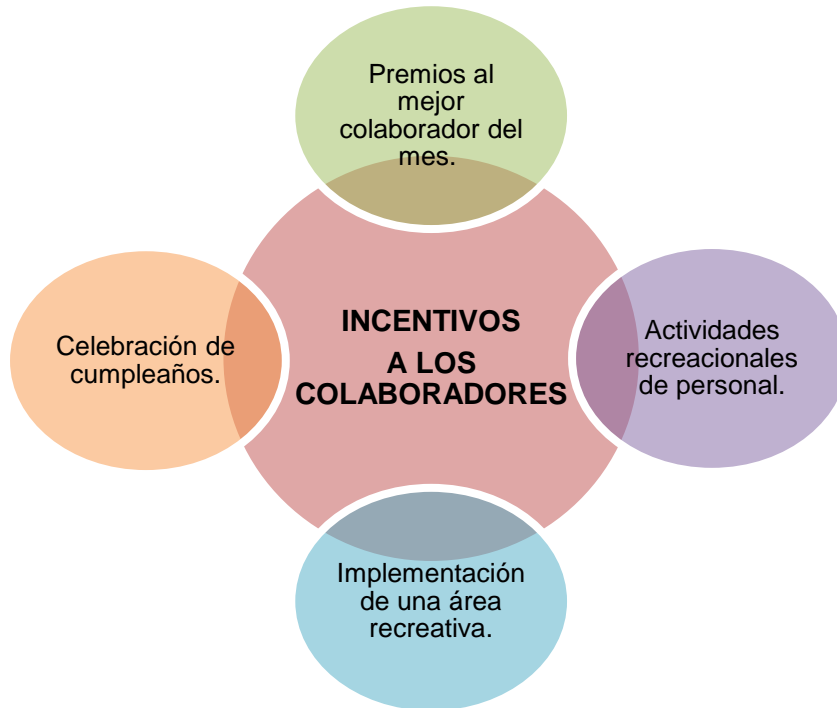 Premios al
mejor
colaborador del
mes.
Celebración de
cumpleaños.
INCENTIVOS
A LOS
COLABORADORES
Actividades
recreacionales
de personal.
Implementación
de una área
recreativa.